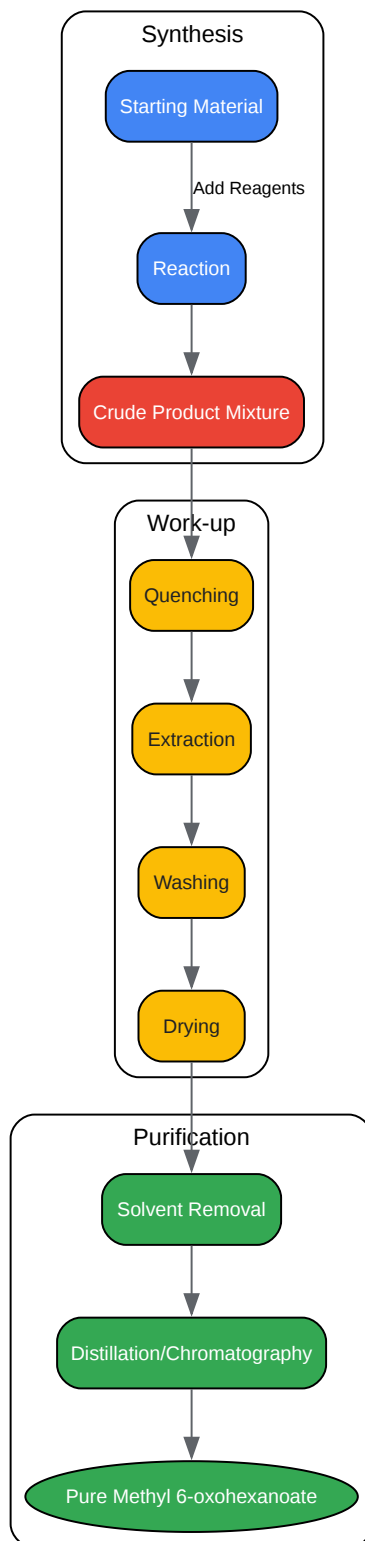 Synthesis
Starting Material
Add Reagents
Reaction
Crude Product Mixture
Work-up
Quenching
Extraction
Washing
Drying
Purification
Solvent Removal
Distillation/Chromatography
Pure Methyl 6-oxohexanoate